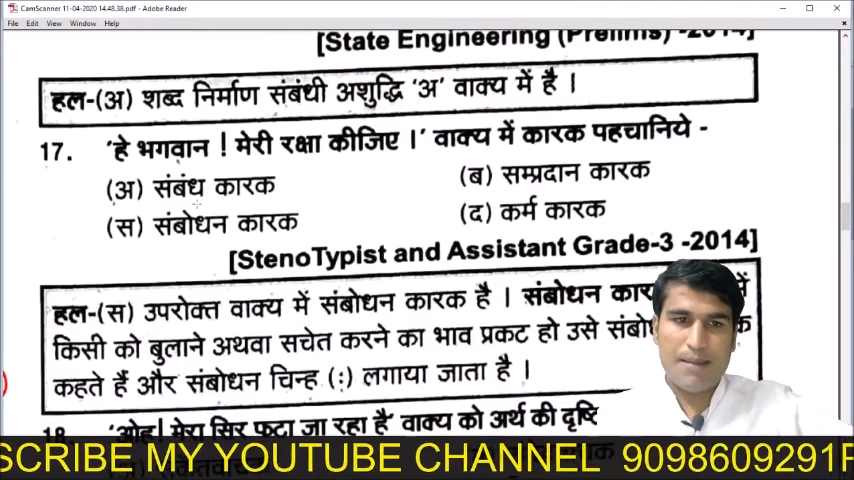 CamScanner 11-04-2020 14.48.38.pdf - Adobe Reader
File Edit View Window Help
[State Engineering (Prelims) -2014]
हल-(अ) शब्द निर्माण संबंधी अशुद्धि 'अ' वाक्य में है ।
17. 'हे भगवान ! मेरी रक्षा कीजिए ।' वाक्य में कारक पहचानिये -
(अ) संबंध कारक (ब) सम्प्रदान कारक
(स) संबोधन कारक (द) कर्म कारक
[StenoTypist and Assistant Grade-3 -2014]
हल-(स) उपरोक्त वाक्य में संबोधन कारक है । संबोधन कार में
किसी को बुलाने अथवा सचेत करने का भाव प्रकट हो उसे संबो क
कहते हैं और संबोधन चिन्ह (:) लगाया जाता है ।
18. 'ओह! मेरा सिर फटा जा रहा है' वाक्य को अर्थ की दृष्टि
SCRIBE MY YOUTUBE CHANNEL 9098609291F